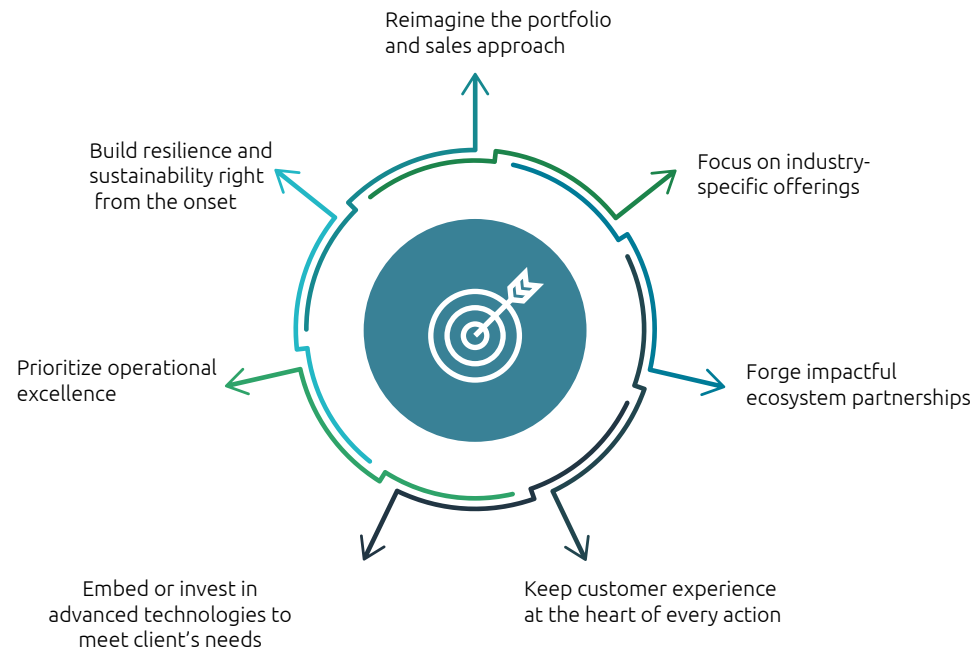 Reimagine the portfolio
and sales approach
Focus on industry-
specific offerings
Forge impactful
ecosystem partnerships
Keep customer experience
at the heart of every action
Embed or invest in
advanced technologies to
meet client’s needs
Prioritize operational
excellence
Build resilience and
sustainability right
from the onset